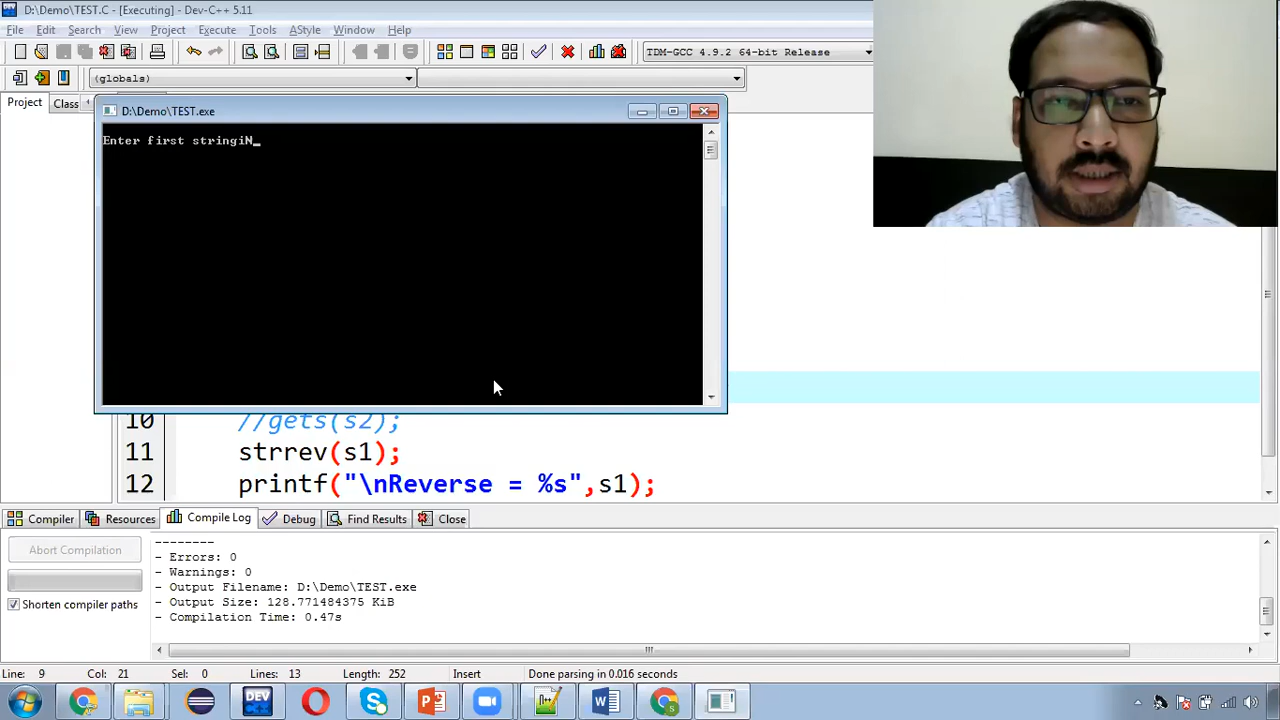 D:\Demo\TEST.C - [Executing] - Dev-C++ 5.11
File Edit Search View Project Execute Tools AStyle Window Help
TDM-GCC 4.9.2 64-bit Release
(globals)
Project Class
D:\Demo\TEST.exe
Enter first stringiN_
10 //gets(s2);
11 strrev(s1);
12 printf("\nReverse = %s",s1);
Compiler Resources Compile Log Debug Find Results Close
Abort Compilation
Shorten compiler paths
--------
- Errors: 0
- Warnings: 0
- Output Filename: D:\Demo\TEST.exe
- Output Size: 128.771484375 KiB
- Compilation Time: 0.47s
Line: 9 Col: 21 Sel: 0 Lines: 13 Length: 252 Insert Done parsing in 0.016 seconds
DEV C++